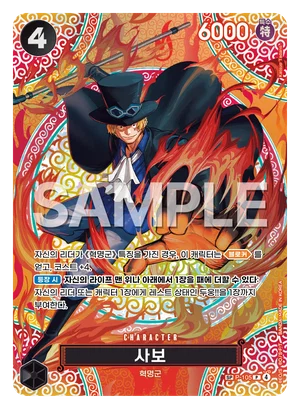 4
6000
特
SAMPLE
자신의 리더가 《혁명군》 특징을 가진 경우, 이 캐릭터는 블로커 를
얻고, 코스트 +4.
등장 시 자신의 라이프 맨 위나 아래에서 1장을 패에 더할 수 있다:
자신의 리더 또는 캐릭터 1장에게 레스트 상태인 두웅!!을 1장까지
부여한다.
CHARACTER
사보
혁명군